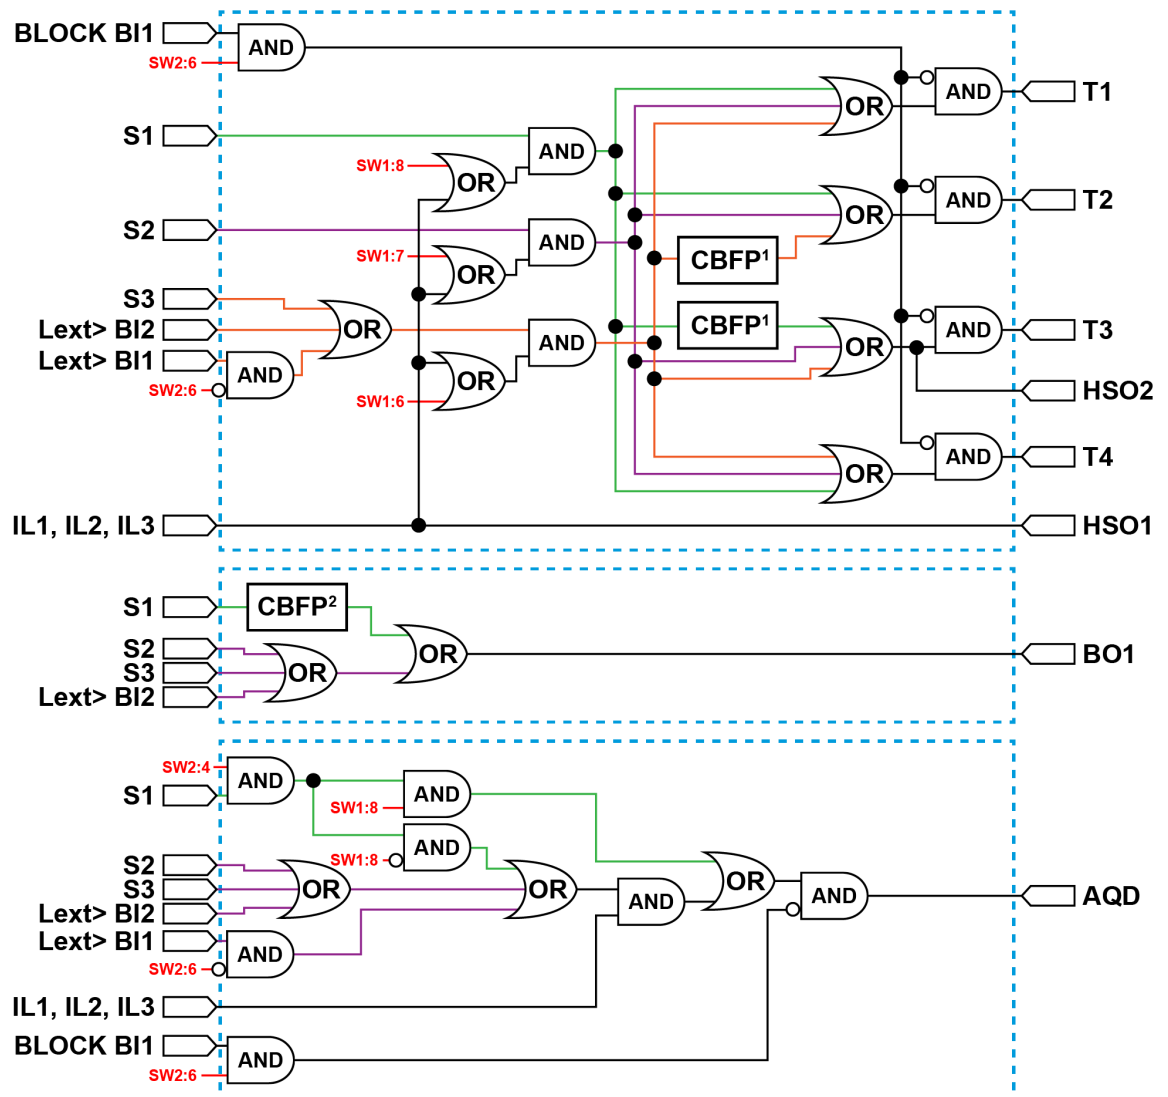 BLOCK BI1
AND
SW2:6
AND
T1
OR
S1
AND
SW1:8
OR
AND
T2
OR
S2
AND
SW1:7
OR
CBFP¹
S3
Lext> BI2
OR
CBFP¹
AND
T3
AND
OR
Lext> BI1
AND
SW2:6
OR
SW1:6
HSO2
AND
T4
OR
IL1, IL2, IL3
HSO1
S1
CBFP²
S2
OR
BO1
S3
OR
Lext> BI2
SW2:4
AND
S1
AND
SW1:8
AND
SW1:8
S2
OR
S3
OR
OR
Lext> BI2
AND
AND
AQD
Lext> BI1
AND
SW2:6
IL1, IL2, IL3
BLOCK BI1
AND
SW2:6